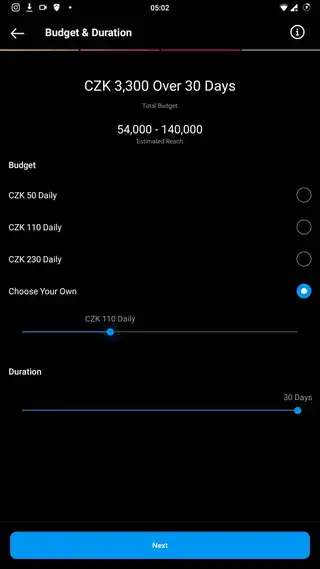 05:02
Budget & Duration
CZK 3,300 Over 30 Days
Total Budget
54,000 - 140,000
Estimated Reach
Budget
CZK 50 Daily
CZK 110 Daily
CZK 230 Daily
Choose Your Own
CZK 110 Daily
Duration
30 Days
Next